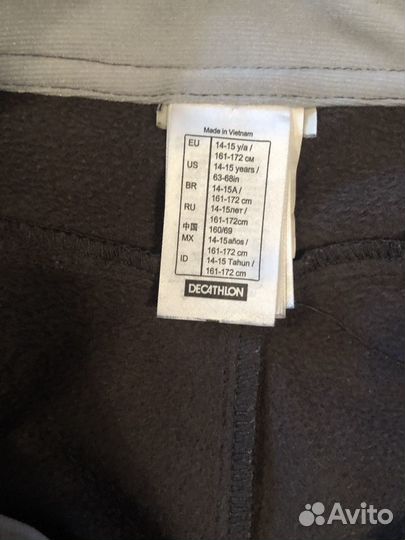 Made in Vietnam
EU 14-15 y/a /
161-172 см
US 14-15 years /
63-68in
BR 14-15A /
161-172 cm
RU 14-15лет /
161-172cm
中国 160/69
MX 14-15años /
161-172 cm
ID 14-15 Tahun /
161-172 cm
DECATHLON
Avito